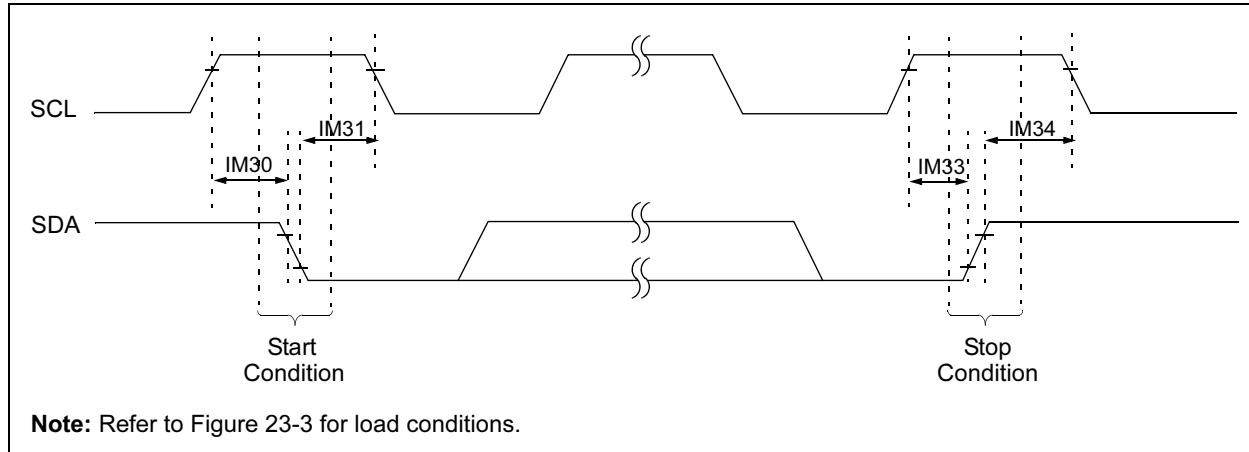 SCL
IM31
IM34
IM30
IM33
SDA
Start
Condition
Stop
Condition
Note: Refer to Figure 23-3 for load conditions.